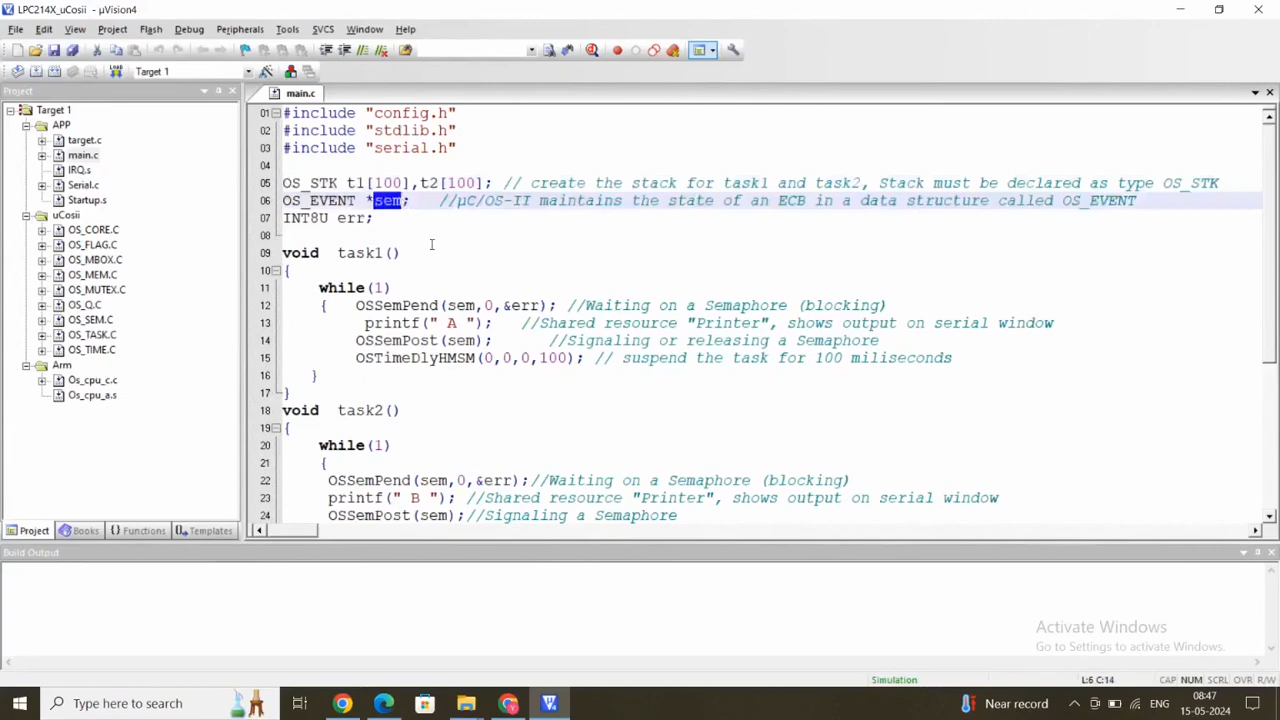 LPC214X_uCosii - µVision4
File Edit View Project Flash Debug Peripherals Tools SVCS Window Help
LOAD Target 1
Project
main.c
Target 1
APP
target.c
main.c
IRQ.s
Serial.c
Startup.s
uCosii
OS_CORE.C
OS_FLAG.C
OS_MBOX.C
OS_MEM.C
OS_MUTEX.C
OS_Q.C
OS_SEM.C
OS_TASK.C
OS_TIME.C
Arm
Os_cpu_c.c
Os_cpu_a.s
01 #include "config.h"
02 #include "stdlib.h"
03 #include "serial.h"
04
05 OS_STK t1[100],t2[100]; // create the stack for task1 and task2, Stack must be declared as type OS_STK
06 OS_EVENT *sem; //µC/OS-II maintains the state of an ECB in a data structure called OS_EVENT
07 INT8U err;
08
09 void task1()
10 {
11 while(1)
12 { OSSemPend(sem,0,&err); //Waiting on a Semaphore (blocking)
13 printf(" A "); //Shared resource "Printer", shows output on serial window
14 OSSemPost(sem); //Signaling or releasing a Semaphore
15 OSTimeDlyHMSM(0,0,0,100); // suspend the task for 100 miliseconds
16 }
17 }
18 void task2()
19 {
20 while(1)
21 {
22 OSSemPend(sem,0,&err);//Waiting on a Semaphore (blocking)
23 printf(" B "); //Shared resource "Printer", shows output on serial window
24 OSSemPost(sem);//Signaling a Semaphore
Project Books {} Functions Templates
Build Output
Activate Windows
Go to Settings to activate Windows.
Simulation L:6 C:14 CAP NUM SCRL OVR R/W
Type here to search
Near record ENG 08:47
15-05-2024